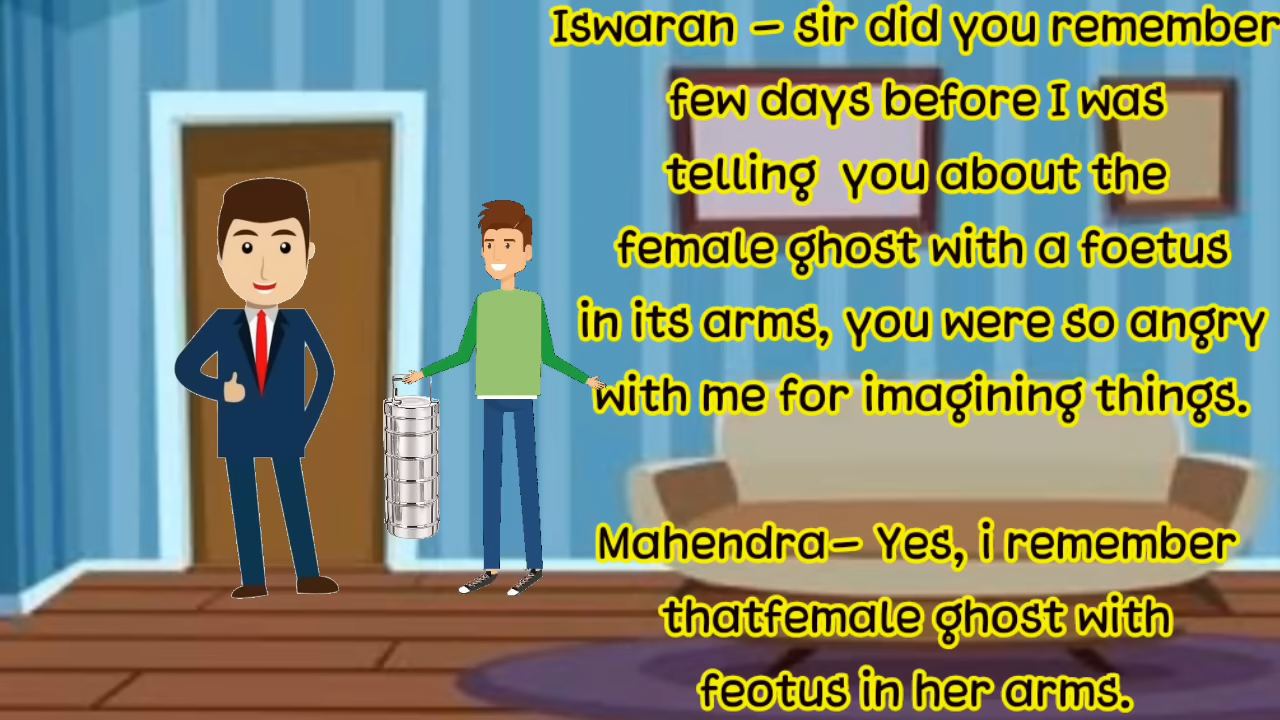 Iswaran – sir did you remember
few days before I was
telling you about the
female ghost with a foetus
in its arms, you were so angry
with me for imagining things.
Mahendra– Yes, i remember
thatfemale ghost with
feotus in her arms.